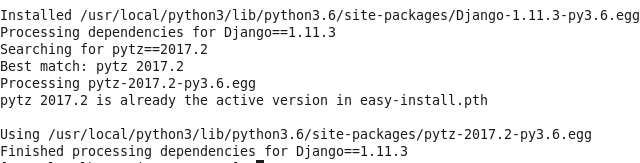 Installed /usr/local/python3/lib/python3.6/site-packages/Django-1.11.3-py3.6.egg
Processing dependencies for Django==1.11.3
Searching for pytz==2017.2
Best match: pytz 2017.2
Processing pytz-2017.2-py3.6.egg
pytz 2017.2 is already the active version in easy-install.pth
Using /usr/local/python3/lib/python3.6/site-packages/pytz-2017.2-py3.6.egg
Finished processing dependencies for Django==1.11.3